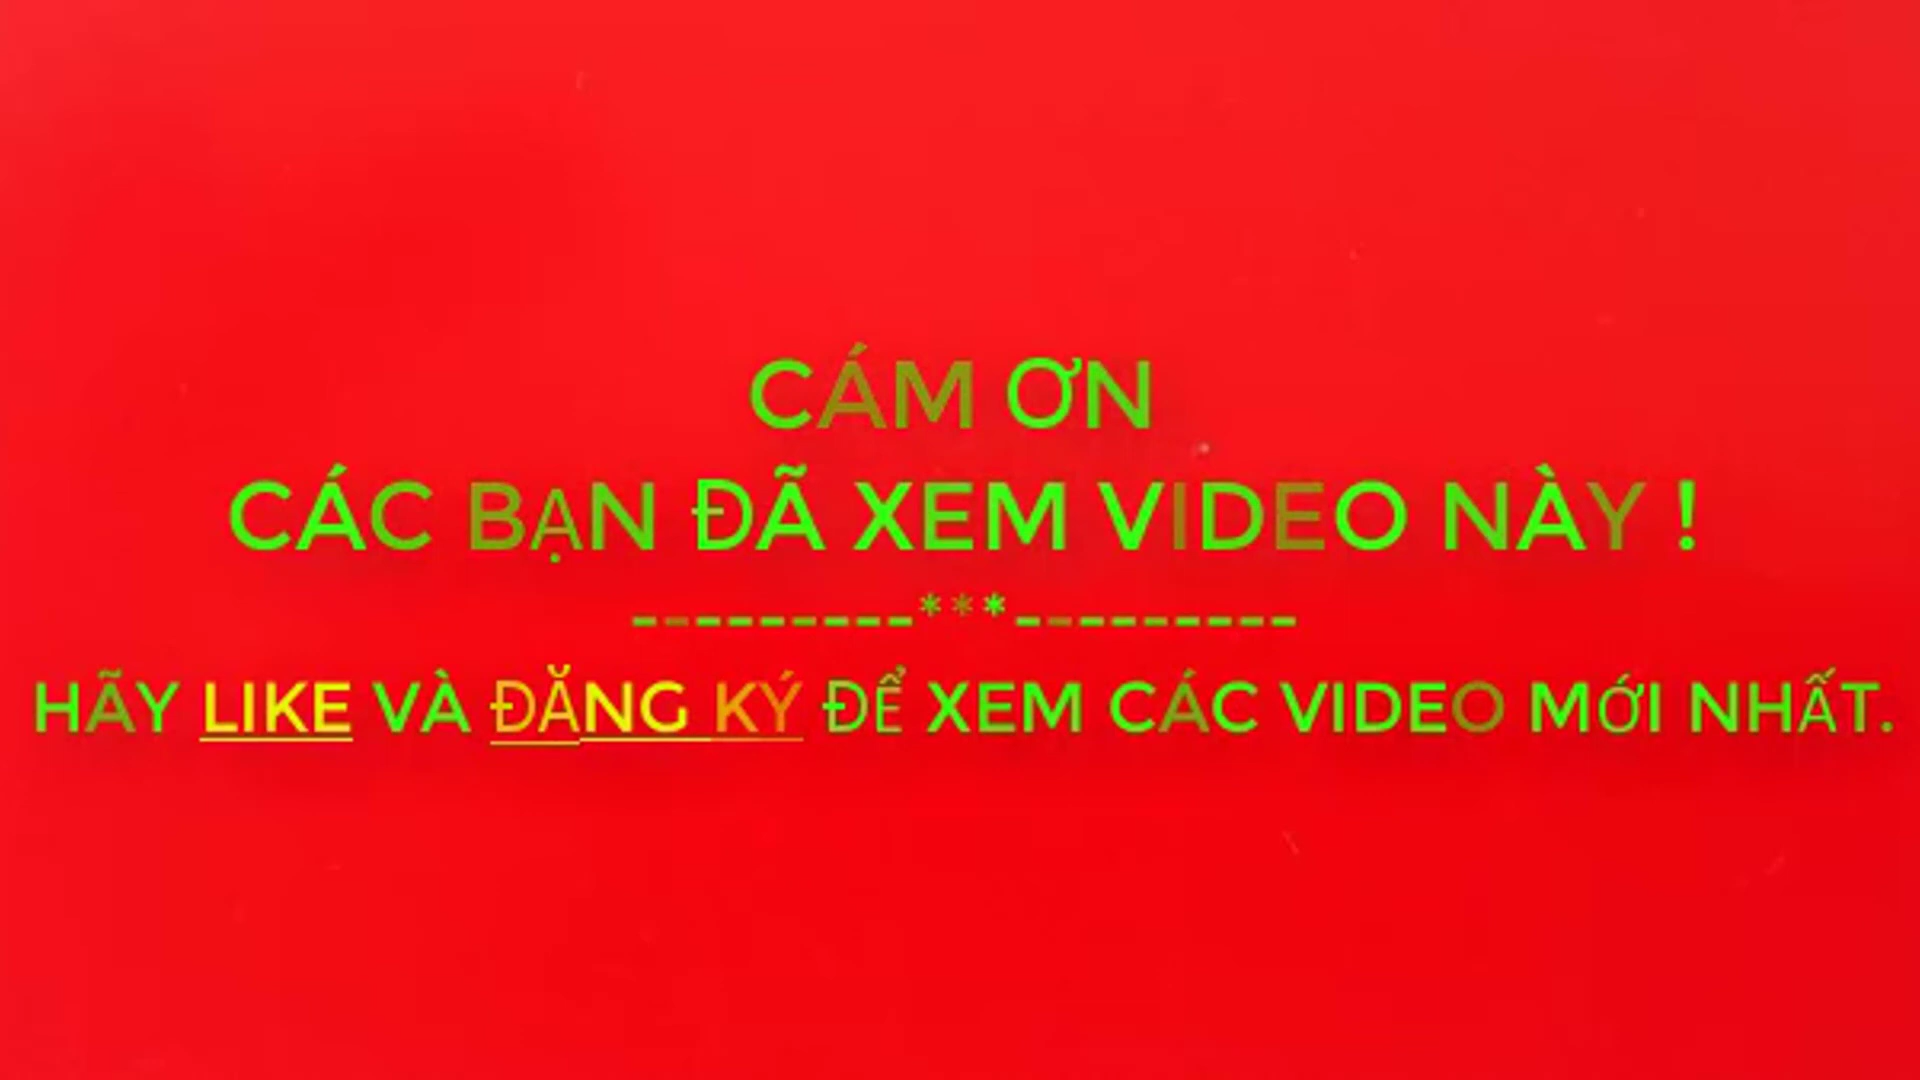 CÁM ƠN
CÁC BẠN ĐÃ XEM VIDEO NÀY !
---------***---------
HÃY LIKE VÀ ĐĂNG KÝ ĐỂ XEM CÁC VIDEO MỚI NHẤT.